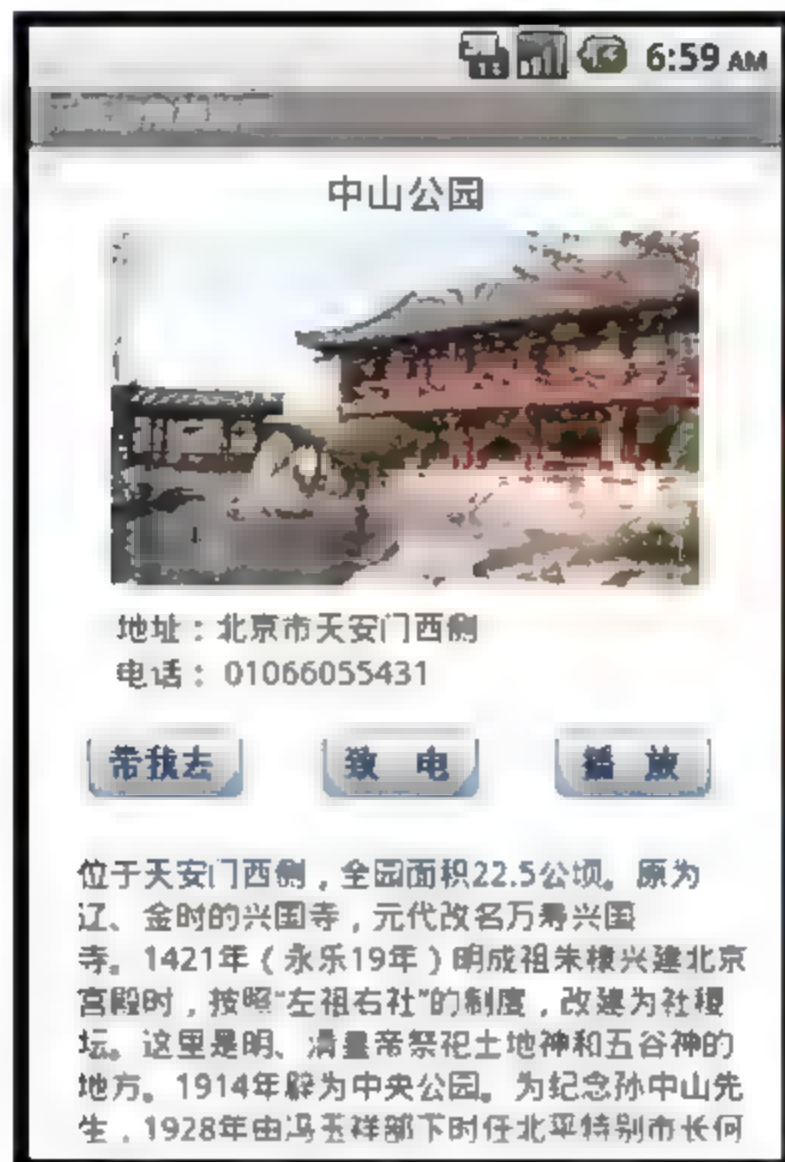 6:59 AM
中山公园
地址：北京市天安门西侧
电话：01066055431
带我去 致 电 播 放
位于天安门西侧，全园面积22.5公顷。原为
辽、金时的兴国寺，元代改名万寿兴国
寺。1421年（永乐19年）明成祖朱棣兴建北京
宫殿时，按照“左祖右社”的制度，改建为社稷
坛。这里是明、清皇帝祭祀土地神和五谷神的
地方。1914年辟为中央公园。为纪念孙中山先
生，1928年由冯玉祥部下时任北平特别市长何